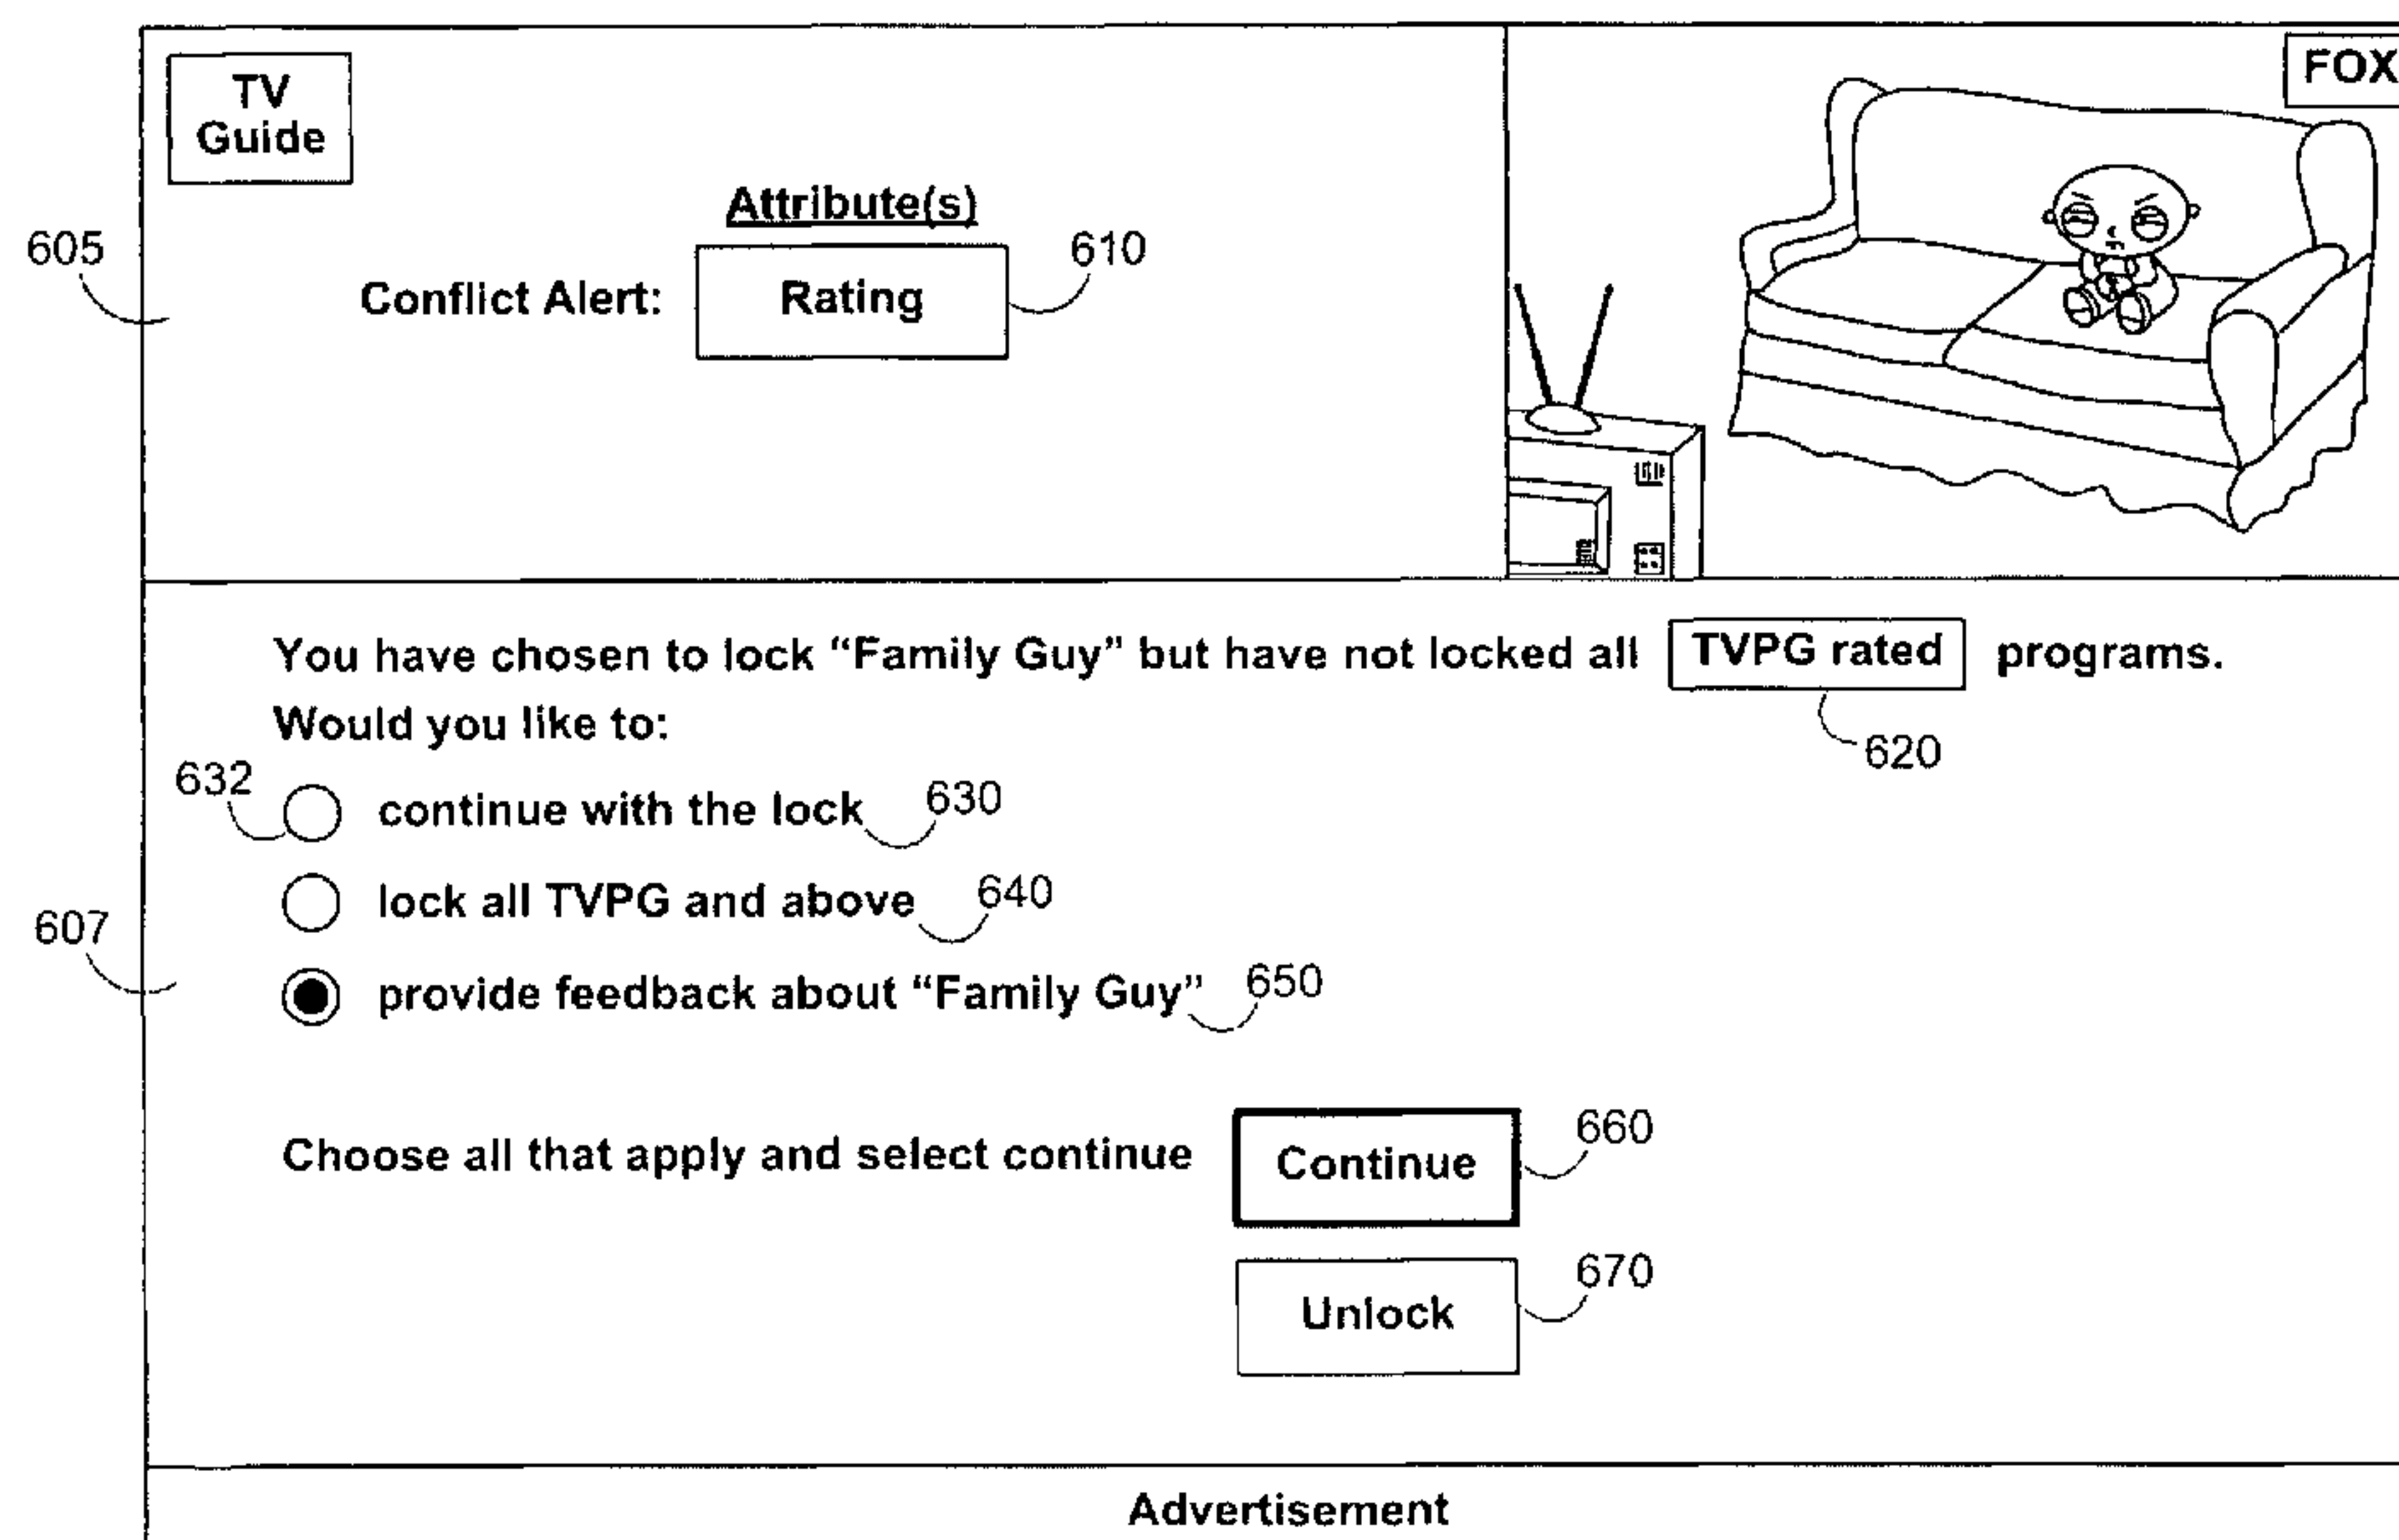 TV
Guide
FOX
Attribute(s)
605
Conflict Alert: Rating 610
You have chosen to lock “Family Guy” but have not locked all TVPG rated programs.
620
Would you like to:
632 continue with the lock 630
lock all TVPG and above 640
607
provide feedback about “Family Guy” 650
Choose all that apply and select continue Continue 660
Unlock 670
Advertisement